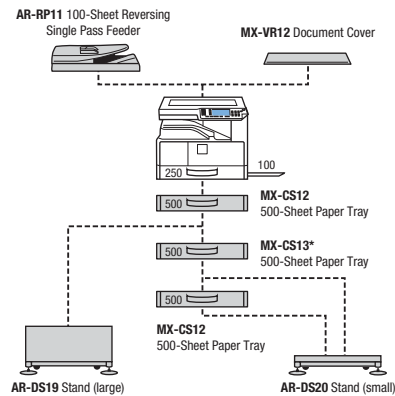 AR-RP11 100-Sheet Reversing
Single Pass Feeder
MX-VR12 Document Cover
250
100
500
MX-CS12
500-Sheet Paper Tray
500
MX-CS13*
500-Sheet Paper Tray
500
MX-CS12
500-Sheet Paper Tray
AR-DS19 Stand (large)
AR-DS20 Stand (small)